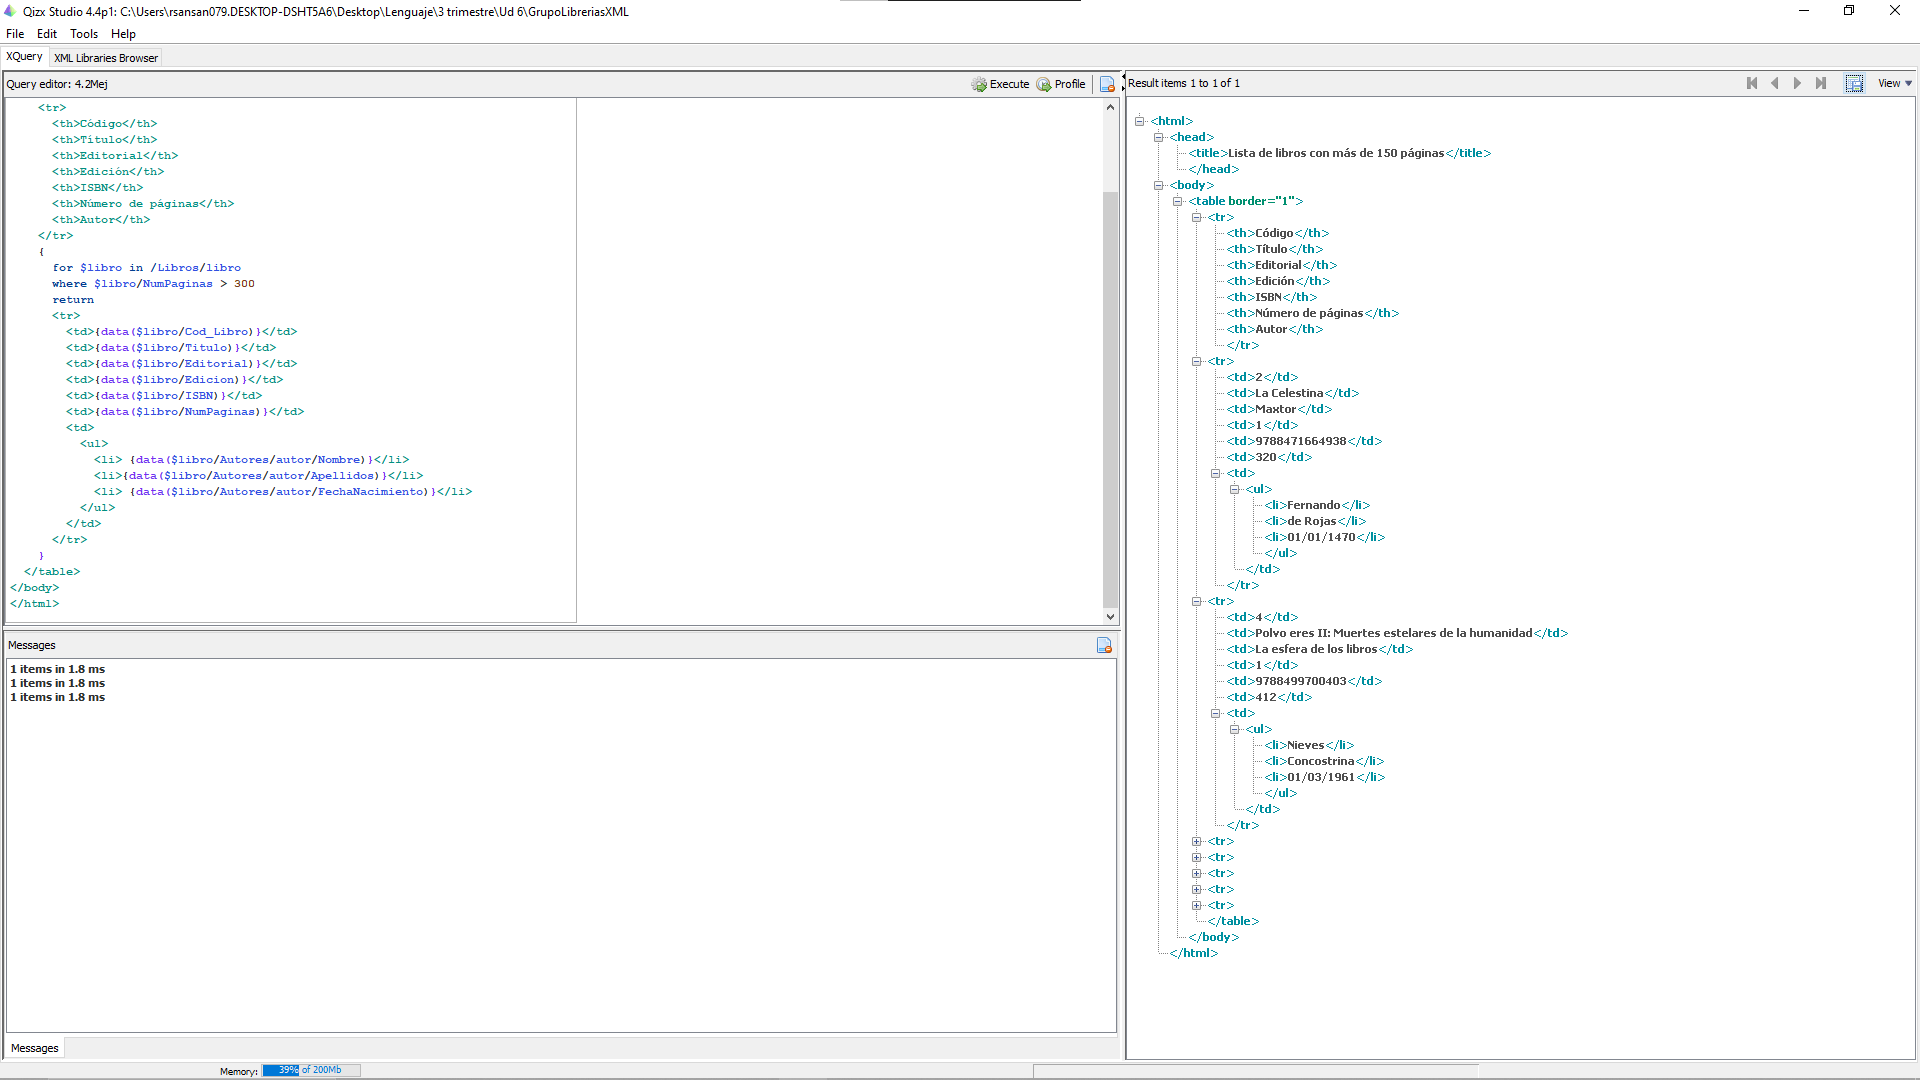 Qizx Studio 4.4p1: C:\Users\rsansan079.DESKTOP-DSHT5A6\Desktop\Lenguaje\3 trimestre\Ud 6\GrupoLibreriasXML
File Edit Tools Help
XQuery XML Libraries Browser
Query editor: 4.2Mej
Execute Profile
<tr>
<th>Código</th>
<th>Título</th>
<th>Editorial</th>
<th>Edición</th>
<th>ISBN</th>
<th>Número de páginas</th>
<th>Autor</th>
</tr>
{
for $libro in /Libros/libro
where $libro/NumPaginas > 300
return
<tr>
<td>{data($libro/Cod_Libro)}</td>
<td>{data($libro/Titulo)}</td>
<td>{data($libro/Editorial)}</td>
<td>{data($libro/Edicion)}</td>
<td>{data($libro/ISBN)}</td>
<td>{data($libro/NumPaginas)}</td>
<td>
<ul>
<li> {data($libro/Autores/autor/Nombre)}</li>
<li>{data($libro/Autores/autor/Apellidos)}</li>
<li> {data($libro/Autores/autor/FechaNacimiento)}</li>
</ul>
</td>
</tr>
}
</table>
</body>
</html>
Messages
1 items in 1.8 ms
1 items in 1.8 ms
1 items in 1.8 ms
Messages
Memory: 39% of 200Mb
Result items 1 to 1 of 1
View
<html>
<head>
<title>Lista de libros con más de 150 páginas</title>
</head>
<body>
<table border="1">
<tr>
<th>Código</th>
<th>Título</th>
<th>Editorial</th>
<th>Edición</th>
<th>ISBN</th>
<th>Número de páginas</th>
<th>Autor</th>
</tr>
<tr>
<td>2</td>
<td>La Celestina</td>
<td>Maxtor</td>
<td>1</td>
<td>9788471664938</td>
<td>320</td>
<td>
<ul>
<li>Fernando</li>
<li>de Rojas</li>
<li>01/01/1470</li>
</ul>
</td>
</tr>
<tr>
<td>4</td>
<td>Polvo eres II: Muertes estelares de la humanidad</td>
<td>La esfera de los libros</td>
<td>1</td>
<td>9788499700403</td>
<td>412</td>
<td>
<ul>
<li>Nieves</li>
<li>Concostrina</li>
<li>01/03/1961</li>
</ul>
</td>
</tr>
<tr>
<tr>
<tr>
<tr>
<tr>
</table>
</body>
</html>